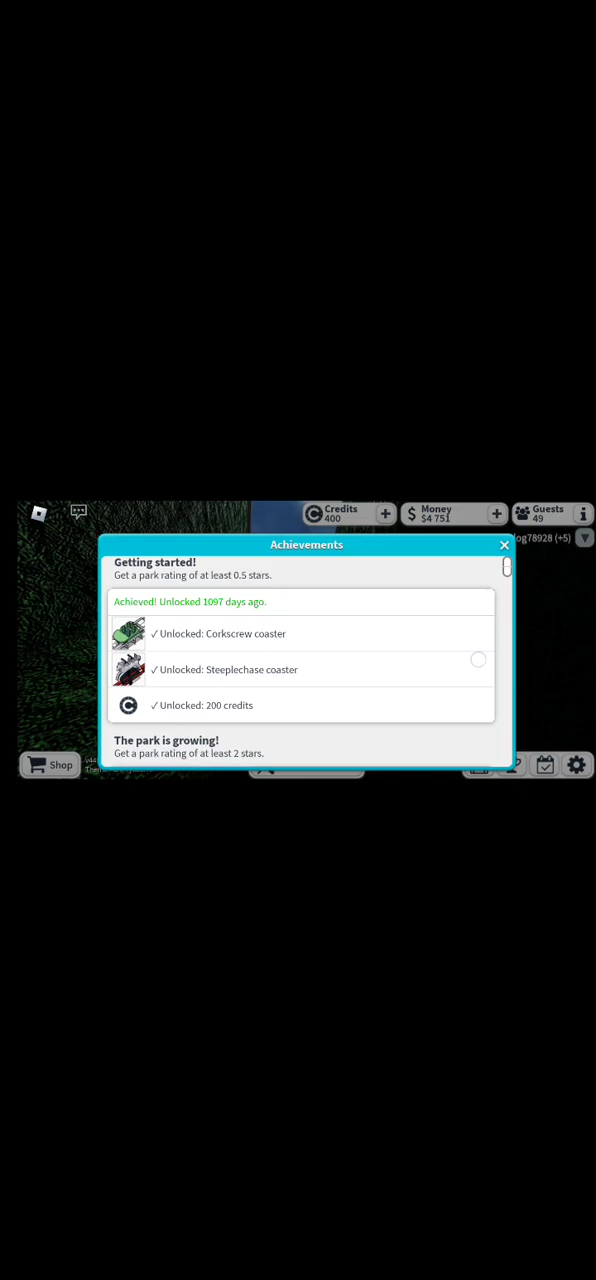 Credits
400
Money
$4 751
Guests
49
Achievements
og78928 (+5)
Getting started!
Get a park rating of at least 0.5 stars.
Achieved! Unlocked 1097 days ago.
✓ Unlocked: Corkscrew coaster
✓ Unlocked: Steeplechase coaster
✓ Unlocked: 200 credits
The park is growing!
Get a park rating of at least 2 stars.
Shop